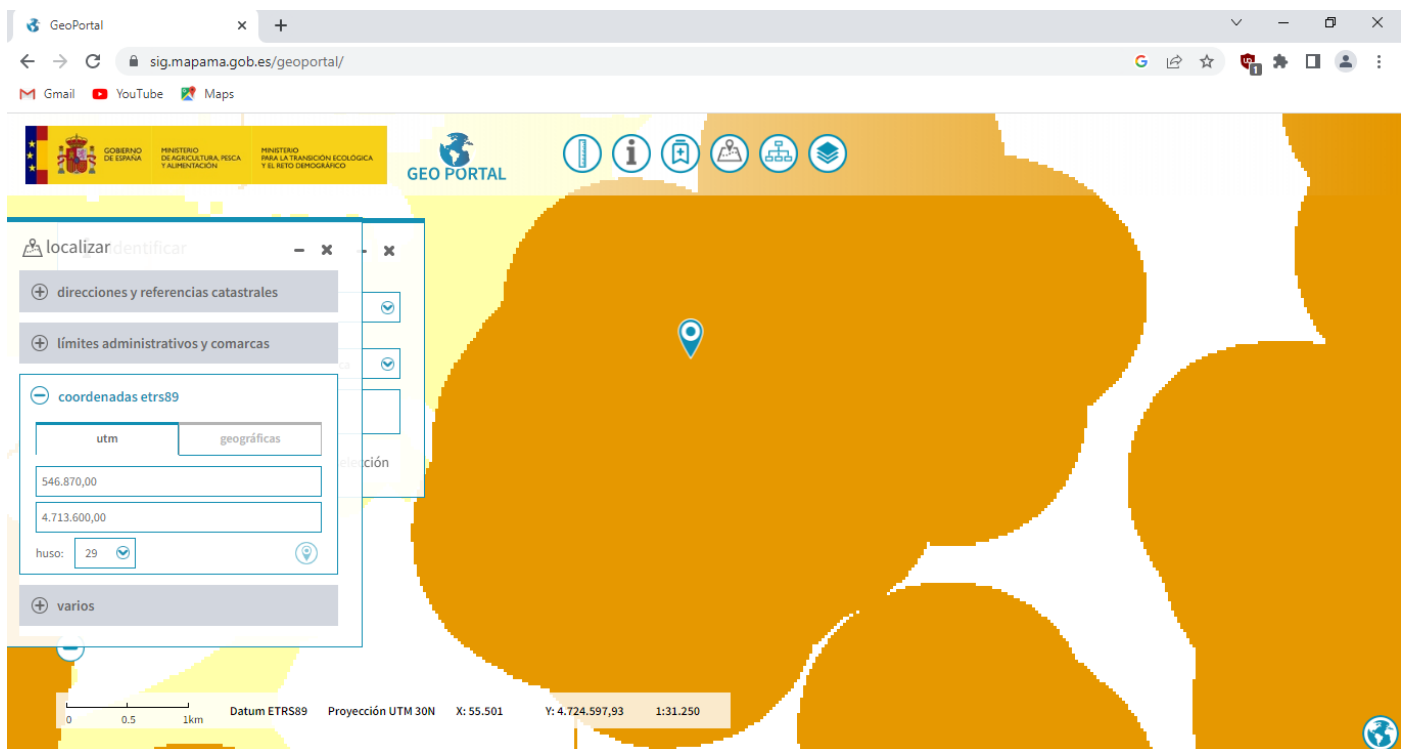 GeoPortal
sig.mapama.gob.es/geoportal/
1
Gmail YouTube Maps
GOBIERNO
DE ESPAÑA
MINISTERIO
DE AGRICULTURA, PESCA
Y ALIMENTACIÓN
MINISTERIO
PARA LA TRANSICIÓN ECOLÓGICA
Y EL RETO DEMOGRÁFICO
GEO PORTAL
localizar
identificar
direcciones y referencias catastrales
límites administrativos y comarcas
coordenadas etrs89
utm geográficas
546.870,00
4.713.600,00
huso: 29
selección
varios
0 0.5 1km
Datum ETRS89 Proyección UTM 30N X: 55.501 Y: 4.724.597,93 1:31.250